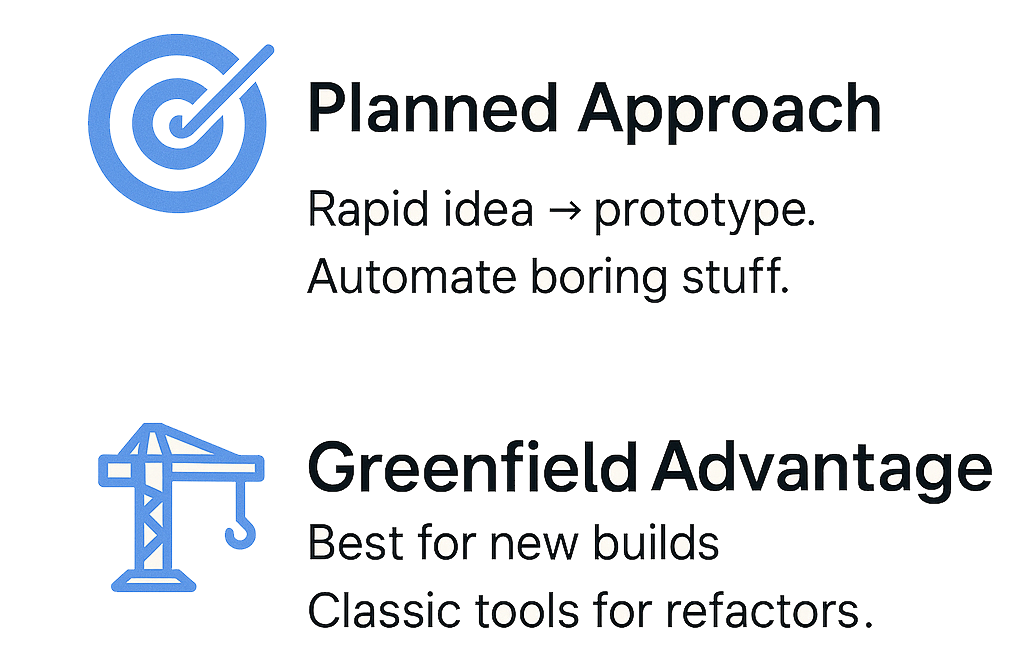 Planned Approach
Rapid idea → prototype.
Automate boring stuff.
Greenfield Advantage
Best for new builds
Classic tools for refactors.